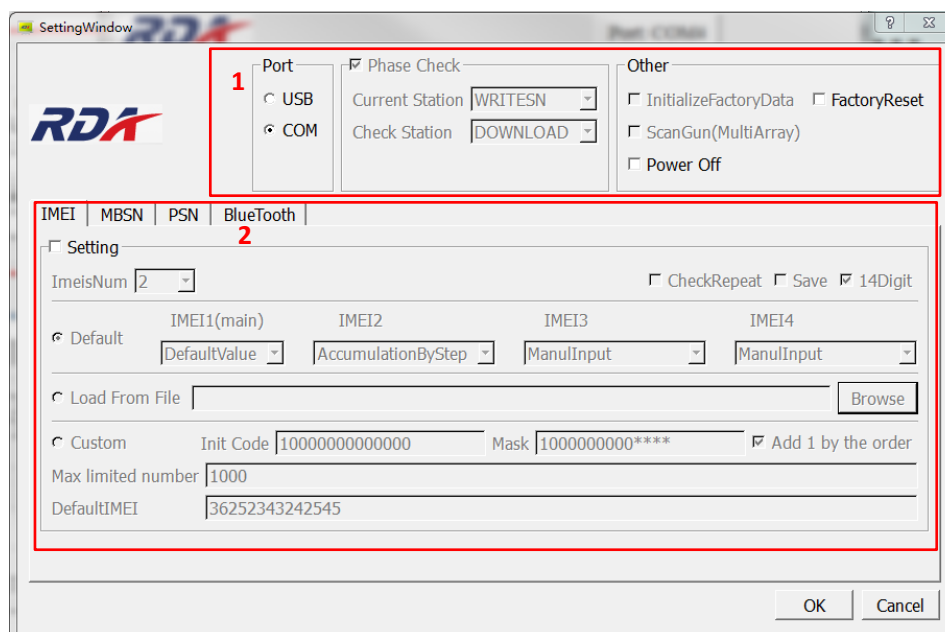 SettingWindow
Port: COM8
RDA
1
Port
USB
COM
Phase Check
Current Station WRITESN
Check Station DOWNLOAD
Other
InitializeFactoryData FactoryReset
ScanGun(MultiArray)
Power Off
IMEI MBSN PSN BlueTooth
2
Setting
ImeisNum 2 CheckRepeat Save 14Digit
IMEI1(main) IMEI2 IMEI3 IMEI4
Default
DefaultValue AccumulationByStep ManulInput ManulInput
Load From File Browse
Custom Init Code 10000000000000 Mask 1000000000**** Add 1 by the order
Max limited number 1000
DefaultIMEI 36252343242545
OK Cancel